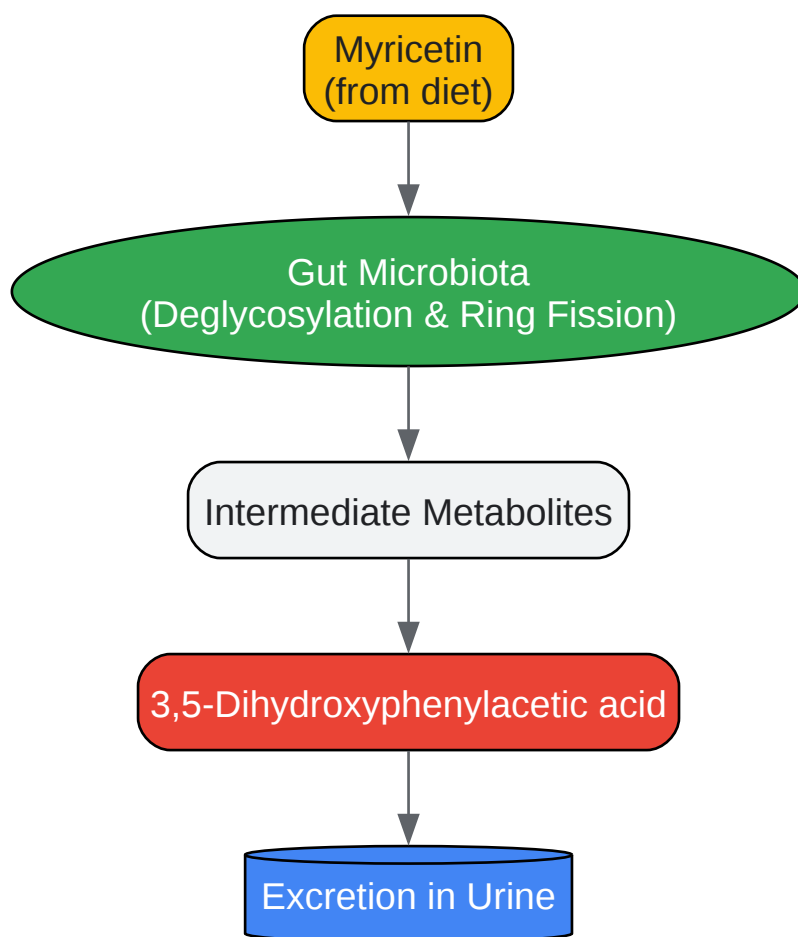 Myricetin
(from diet)
Gut Microbiota
(Deglycosylation & Ring Fission)
Intermediate Metabolites
3,5-Dihydroxyphenylacetic acid
Excretion in Urine